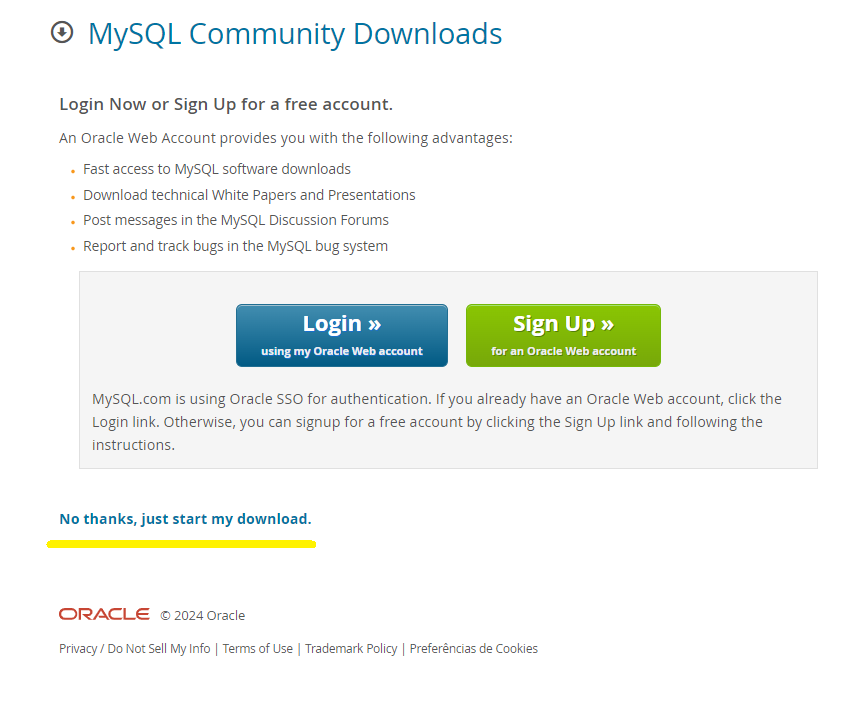 MySQL Community Downloads
Login Now or Sign Up for a free account.
An Oracle Web Account provides you with the following advantages:
Fast access to MySQL software downloads
Download technical White Papers and Presentations
Post messages in the MySQL Discussion Forums
Report and track bugs in the MySQL bug system
Login »
using my Oracle Web account
Sign Up »
for an Oracle Web account
MySQL.com is using Oracle SSO for authentication. If you already have an Oracle Web account, click the
Login link. Otherwise, you can signup for a free account by clicking the Sign Up link and following the
instructions.
No thanks, just start my download.
ORACLE © 2024 Oracle
Privacy / Do Not Sell My Info | Terms of Use | Trademark Policy | Preferências de Cookies